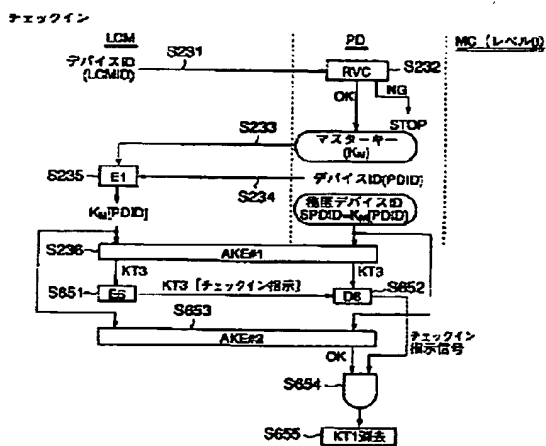 チェックイン
LCM
PD
MC (レベル0)
デバイスID
(LCMID)
S231
RVC
S232
OK
NG
STOP
S233
マスターキー
(KM)
S235
E1
S234
デバイスID(PDID)
KM[PDID]
秘匿デバイスID
SPDID=KM[PDID]
S236
AKE#1
KT3
KT3
S651
E6
KT3 [チェックイン指示]
D6
S652
S653
AKE#2
チェックイン
指示信号
OK
S654
S655
KT1消去